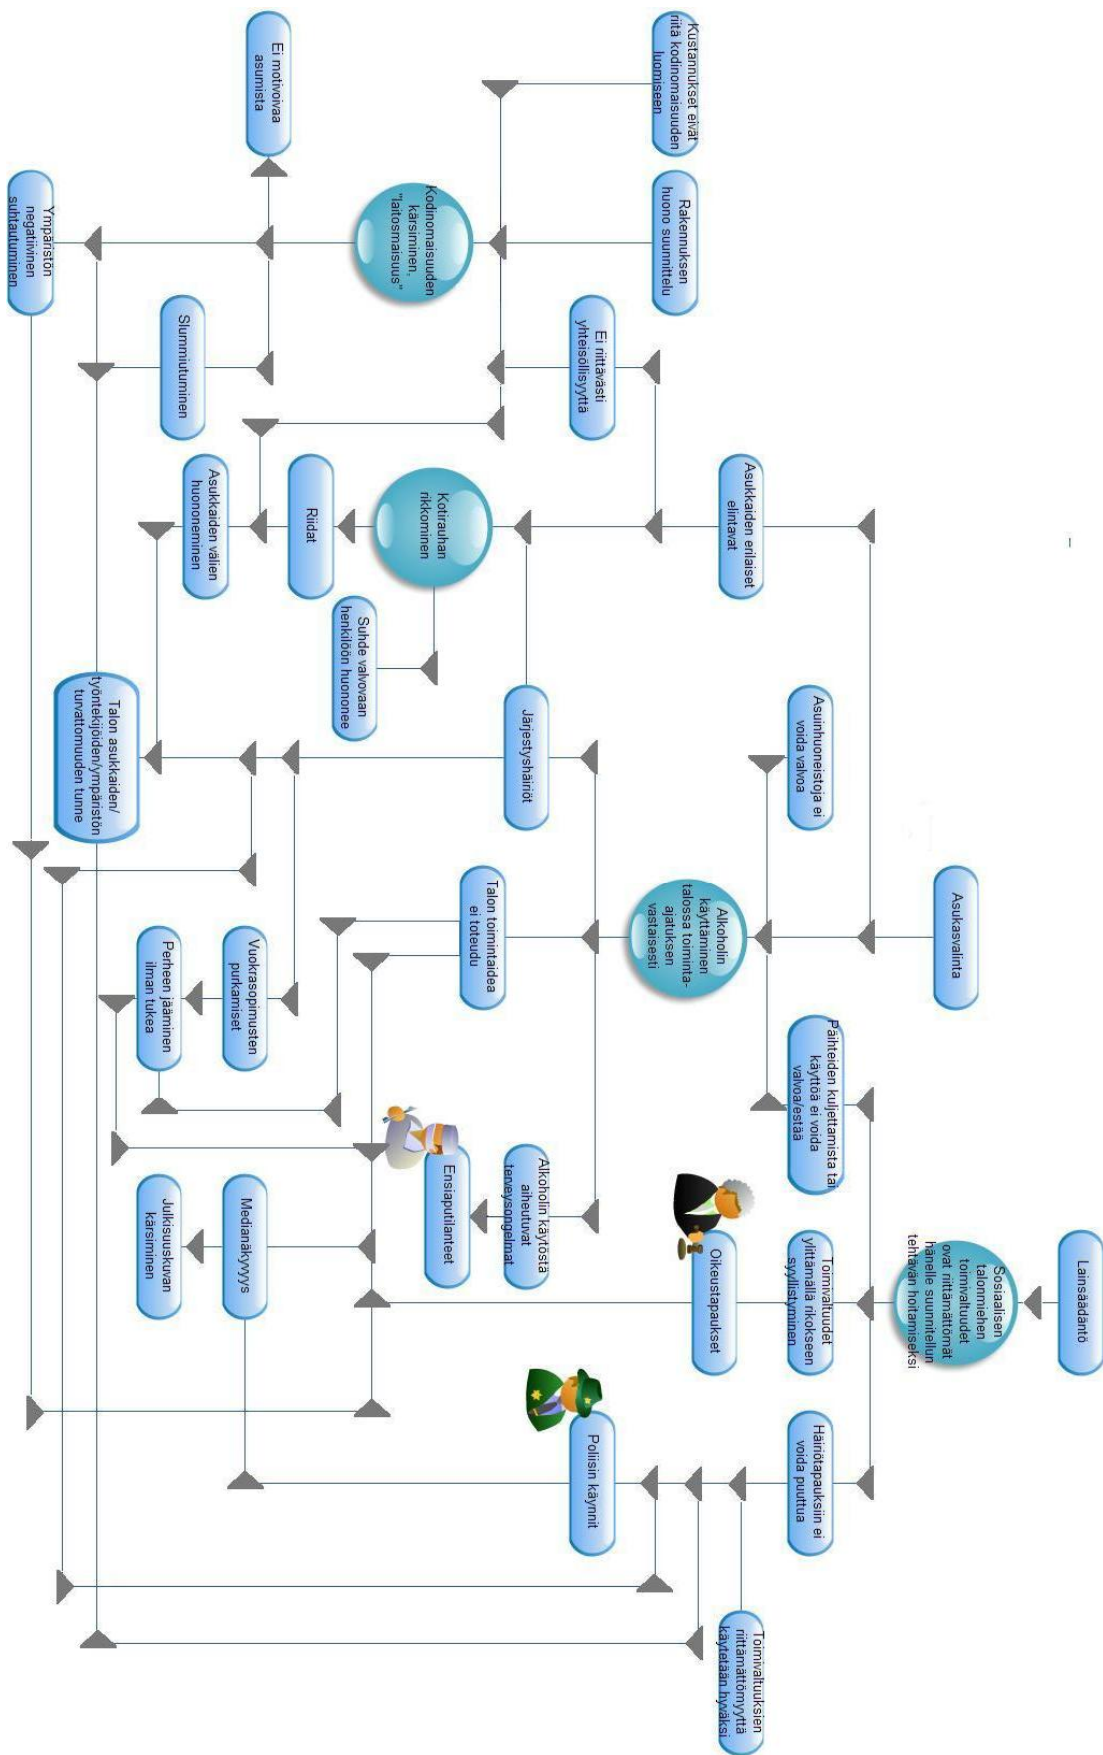 Lainsäädäntö
Asukasvalinta
Sosiaalisen
talonmiehen
toimivaltuudet
ovat riittämättömät
hänelle suunnitellun
tehtävän hoitamiseksi
Asuinhuoneistoja ei
voida valvoa
Päihteiden kuljettamista tai
käyttöä ei voida
valvoa/estää
Toimivaltuudet
ylittämällä rikokseen
syyllistyminen
Häiriötapauksiin ei
voida puuttua
Asukkaiden erilaiset
elintavat
Toimivaltuuksien
riittämättömyyttä
käytetään hyväksi
Kustannukset eivät
riitä kodinomaisuuden
luomiseen
Rakennuksen
huono suunnittelu
Alkoholin
käyttäminen
talossa toiminta-
ajatuksen
vastaisesti
Oikeustapaukset
Ei riittävästi
yhteisöllisyyttä
Poliisin käynnit
Järjestyshäiriöt
Alkoholin käytöstä
aiheutuvat
terveysongelmat
Talon toimintaidea
ei toteudu
Kodinomaisuuden
kärsiminen,
"laitosmaisuus"
Kotirauhan
rikkominen
Ensiaputilanteet
Suhde valvovaan
henkilöön huononee
Riidat
Ei motivoivaa
asumista
Vuokrasopimusten
purkamiset
Medianäkyvyys
Slummiutuminen
Asukkaiden välien
huononeminen
Perheen jääminen
ilman tukea
Julkisuuskuvan
kärsiminen
Talon asukkaiden/
työntekijöiden/ympäristön
turvattomuuden tunne
Ympäristön
negatiivinen
suhtautuminen